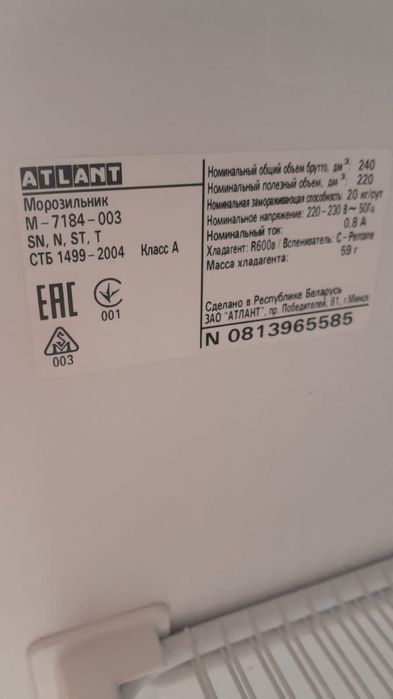 ATLANT
Морозильник
М-7184-003
SN, N, ST, T
СТБ 1499-2004 Класс А
ЕАС
001
003
Номинальный общий объем брутто, дм³: 240
Номинальный полезный объем, дм³: 220
Номинальная замораживающая способность: 20 кг/сут
Номинальное напряжение: 220-230 В~ 50Гц
Номинальный ток: 0,8 А
Хладагент: R600a Вспениватель: C-Pentane
Масса хладагента: 59 г
Сделано в Республике Беларусь
ЗАО "АТЛАНТ", пр. Победителей, 61, г.Минск
N 0813965585